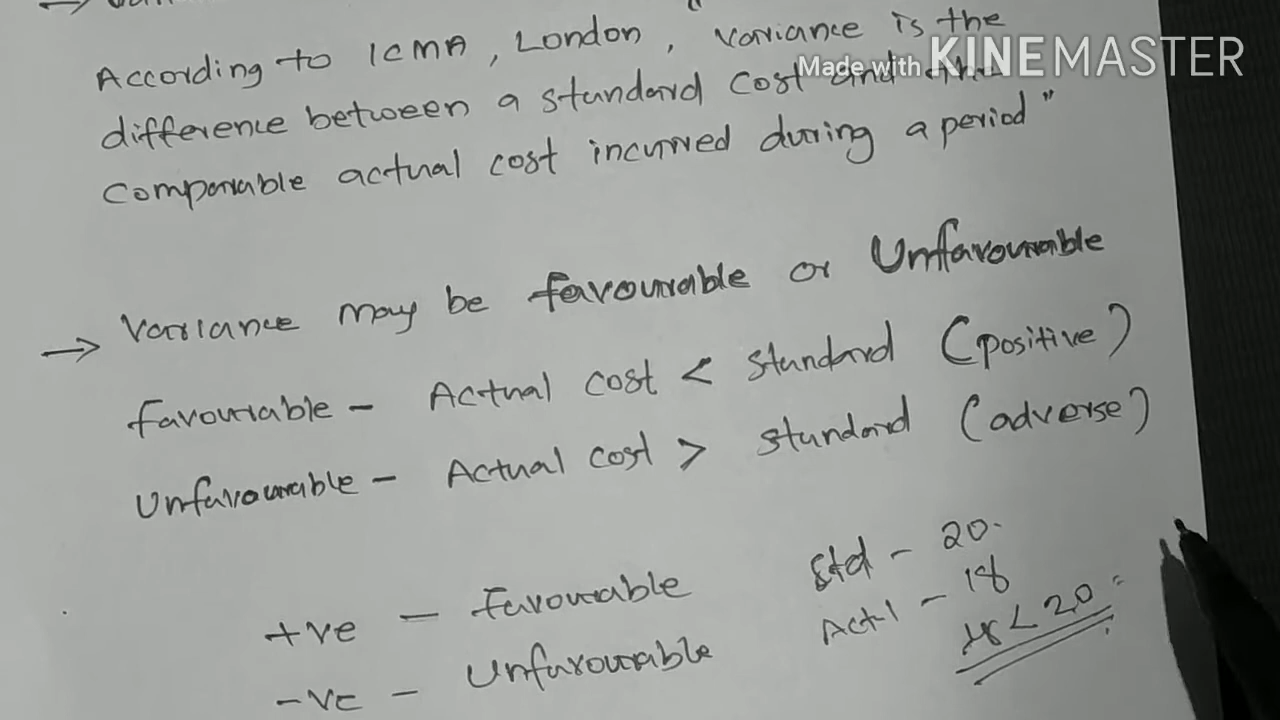 According to ICMA, London, "Variance is the
Made with KINEMASTER
difference between a standard cost and the
comparable actual cost incurred during a period"
→ Variance may be favourable or Unfavourable
favourable - Actual cost < standard (positive)
Unfavourable - Actual cost > standard (adverse)
+ve - favourable
-ve - Unfavourable
Std - 20
Actl - 18
18 < 20